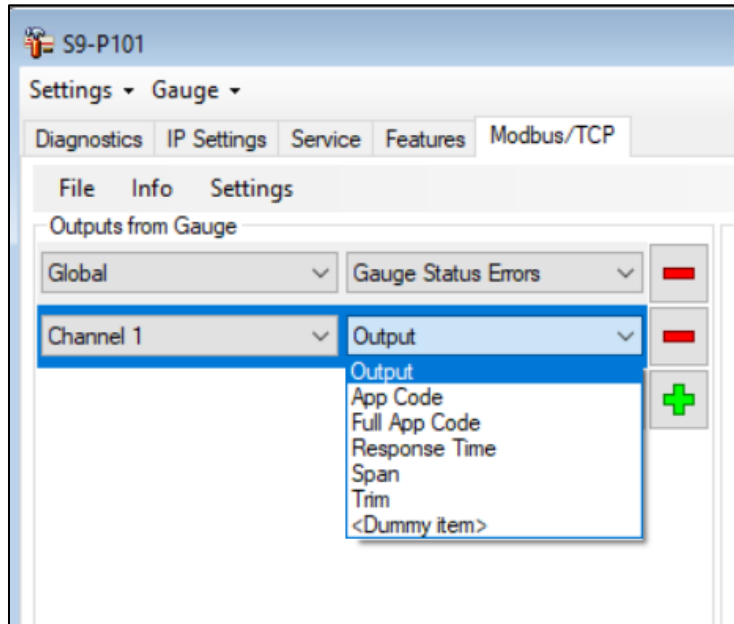 S9-P101
Settings Gauge
Diagnostics IP Settings Service Features Modbus/TCP
File Info Settings
Outputs from Gauge
Global Gauge Status Errors
Channel 1 Output
Output
App Code
Full App Code
Response Time
Span
Trim
<Dummy item>